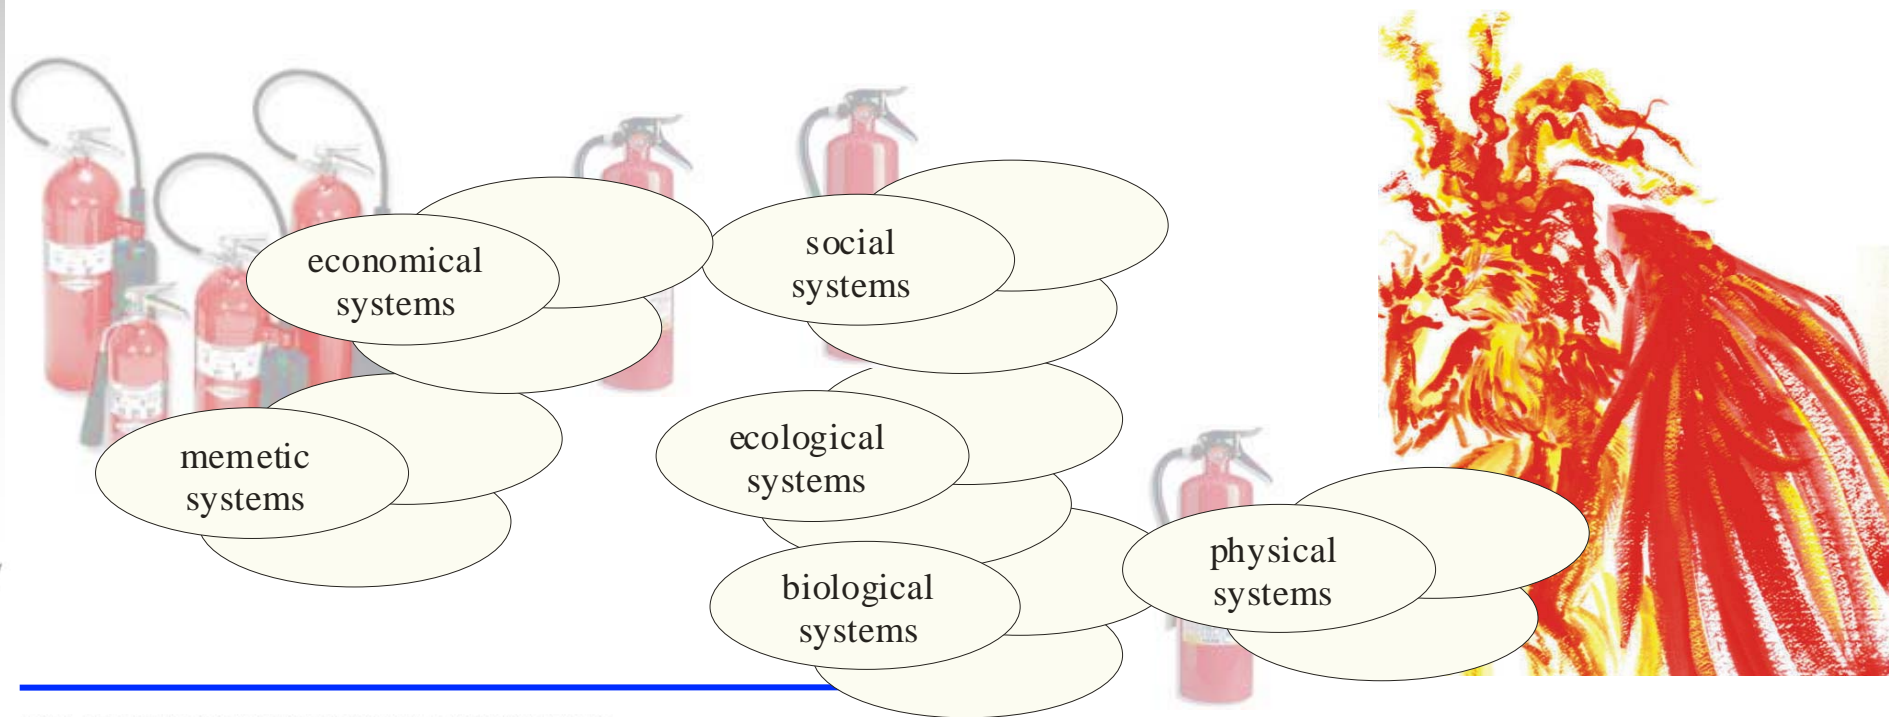 economical
systems
social
systems
memetic
systems
ecological
systems
biological
systems
physical
systems